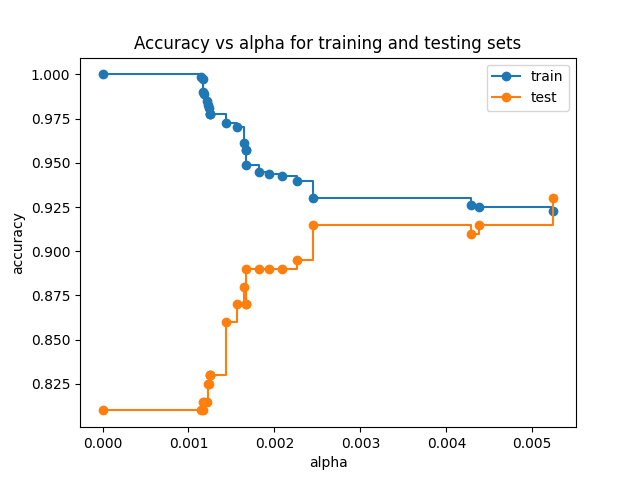 Accuracy vs alpha for training and testing sets
train
test
1.000
0.975
0.950
0.925
0.900
0.875
0.850
0.825
accuracy
0.000
0.001
0.002
0.003
0.004
0.005
alpha